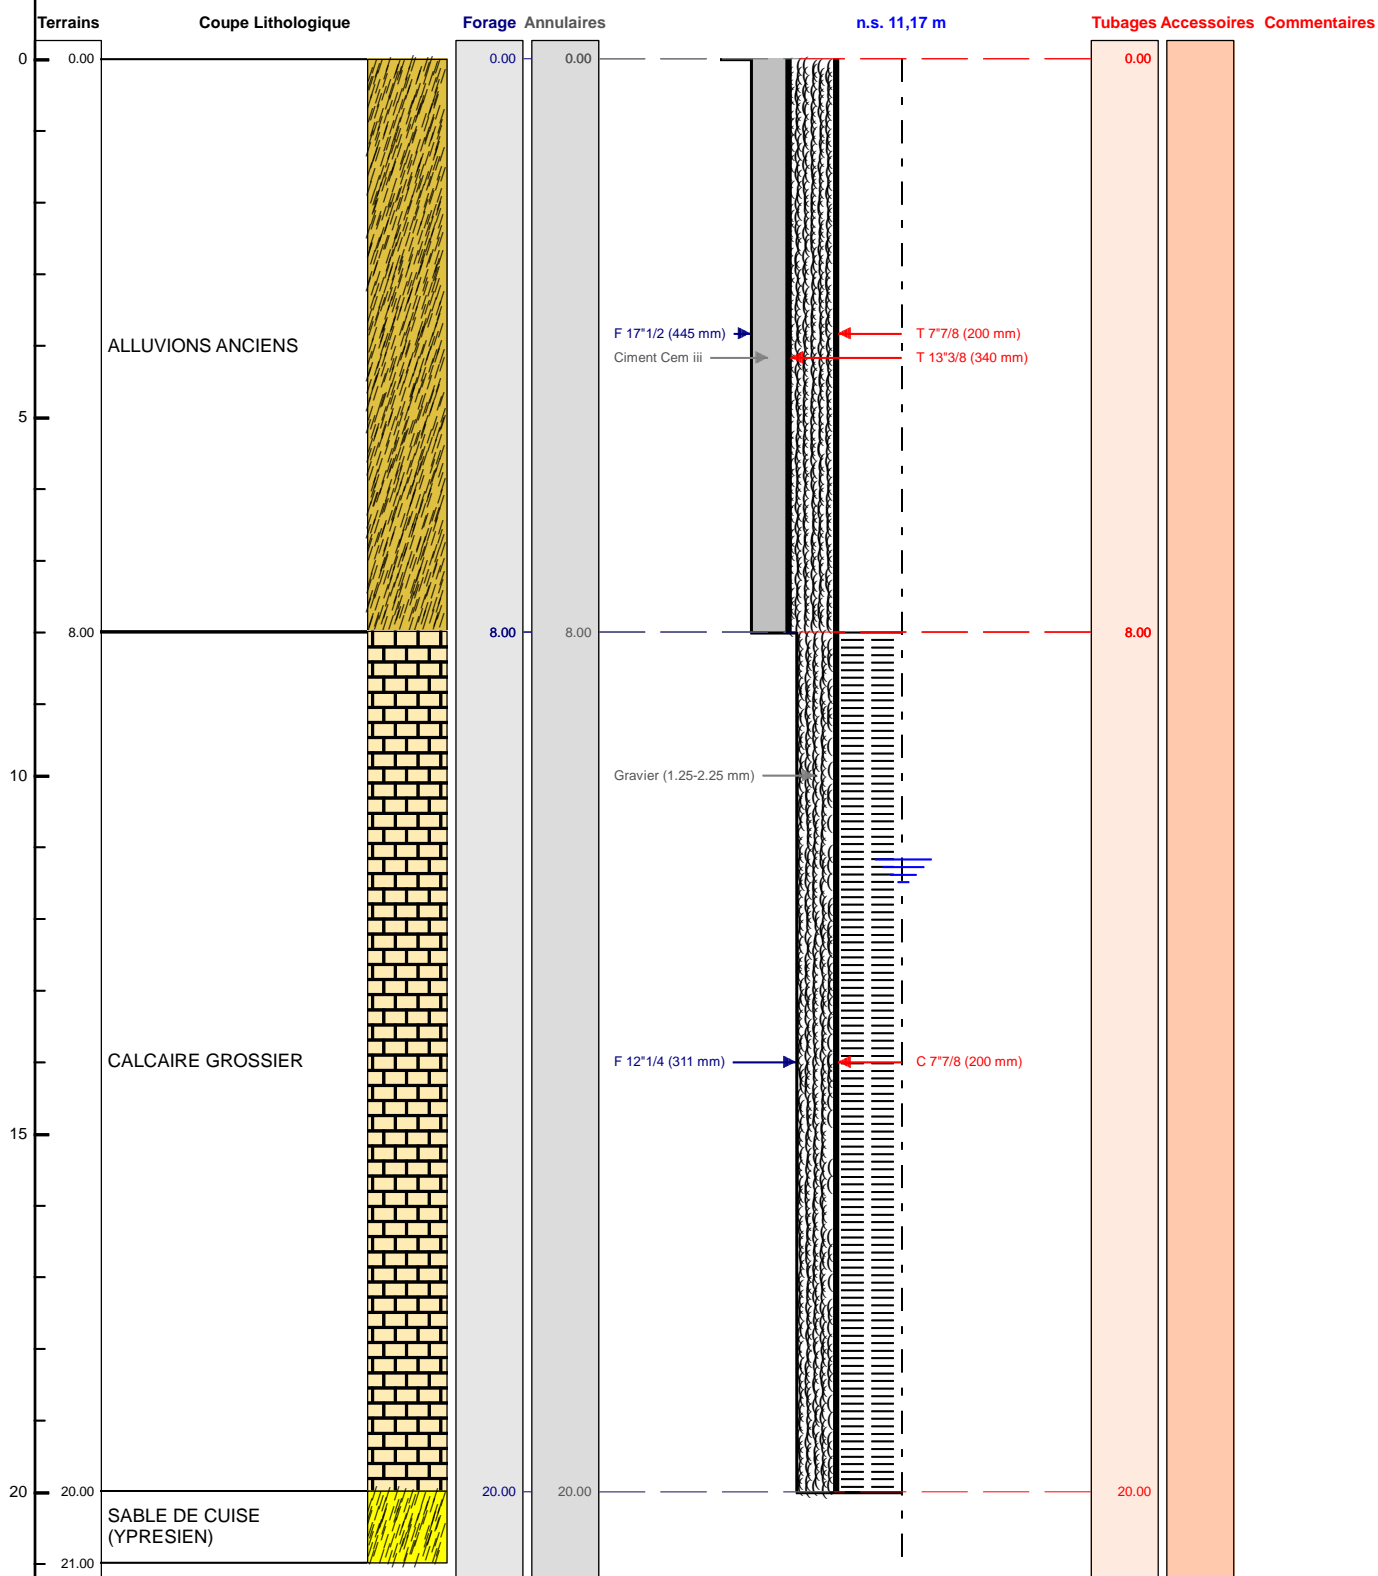 Terrains Coupe Lithologique Forage Annulaires n.s. 11,17 m Tubages Accessoires Commentaires
0 0.00 0.00 0.00 0.00
F 17"1/2 (445 mm) T 7"7/8 (200 mm)
ALLUVIONS ANCIENS Ciment Cem iii T 13"3/8 (340 mm)
5
8.00 8.00 8.00 8.00
10 Gravier (1.25-2.25 mm)
CALCAIRE GROSSIER F 12"1/4 (311 mm) C 7"7/8 (200 mm)
15
20 20.00 20.00 20.00 20.00
SABLE DE CUISE
(YPRESIEN)
21.00